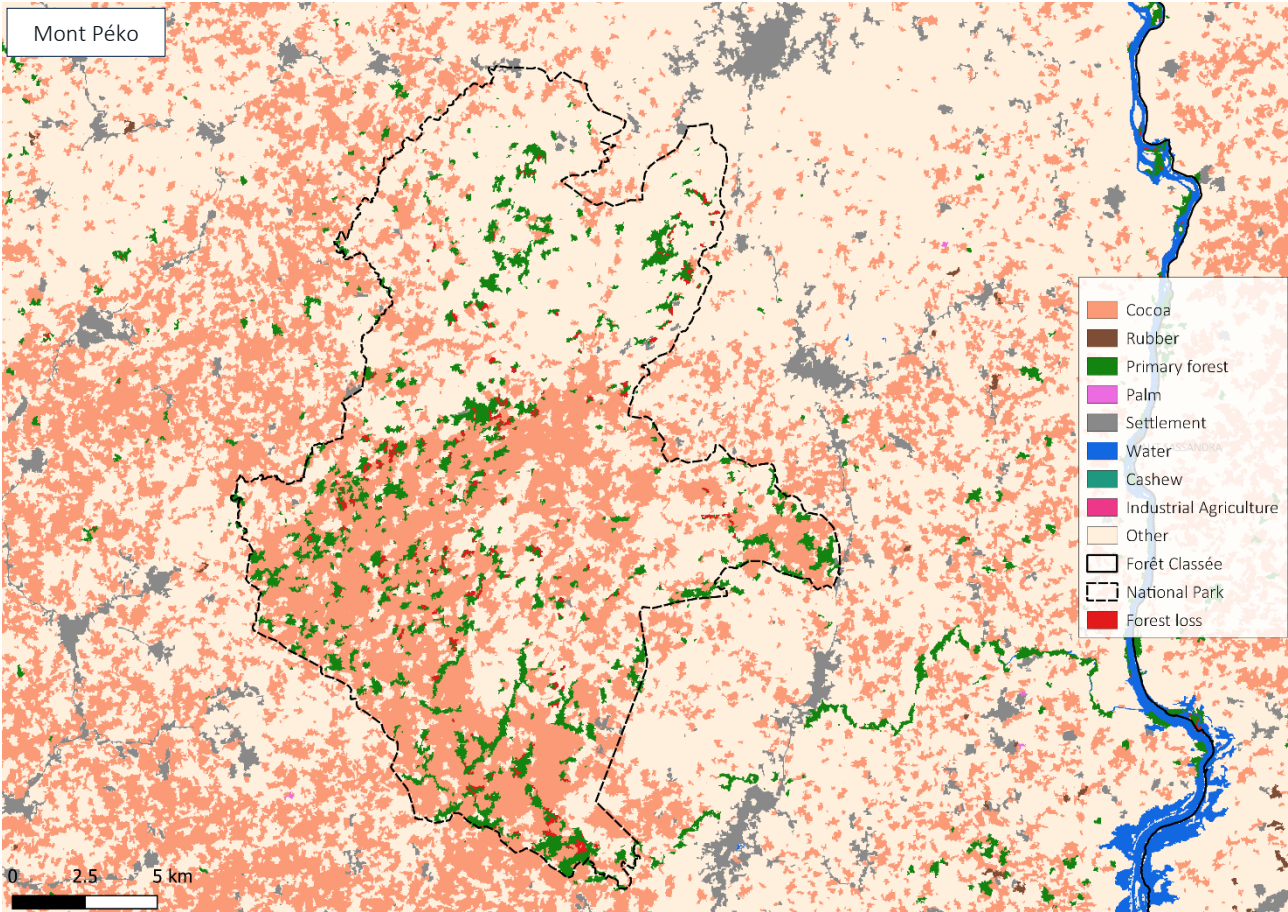 Mont Péko
Cocoa
Rubber
Primary forest
Palm
Settlement
Water
SASSANDRA
Cashew
Industrial Agriculture
Other
Forêt Classée
National Park
Forest loss
0 2.5 5 km